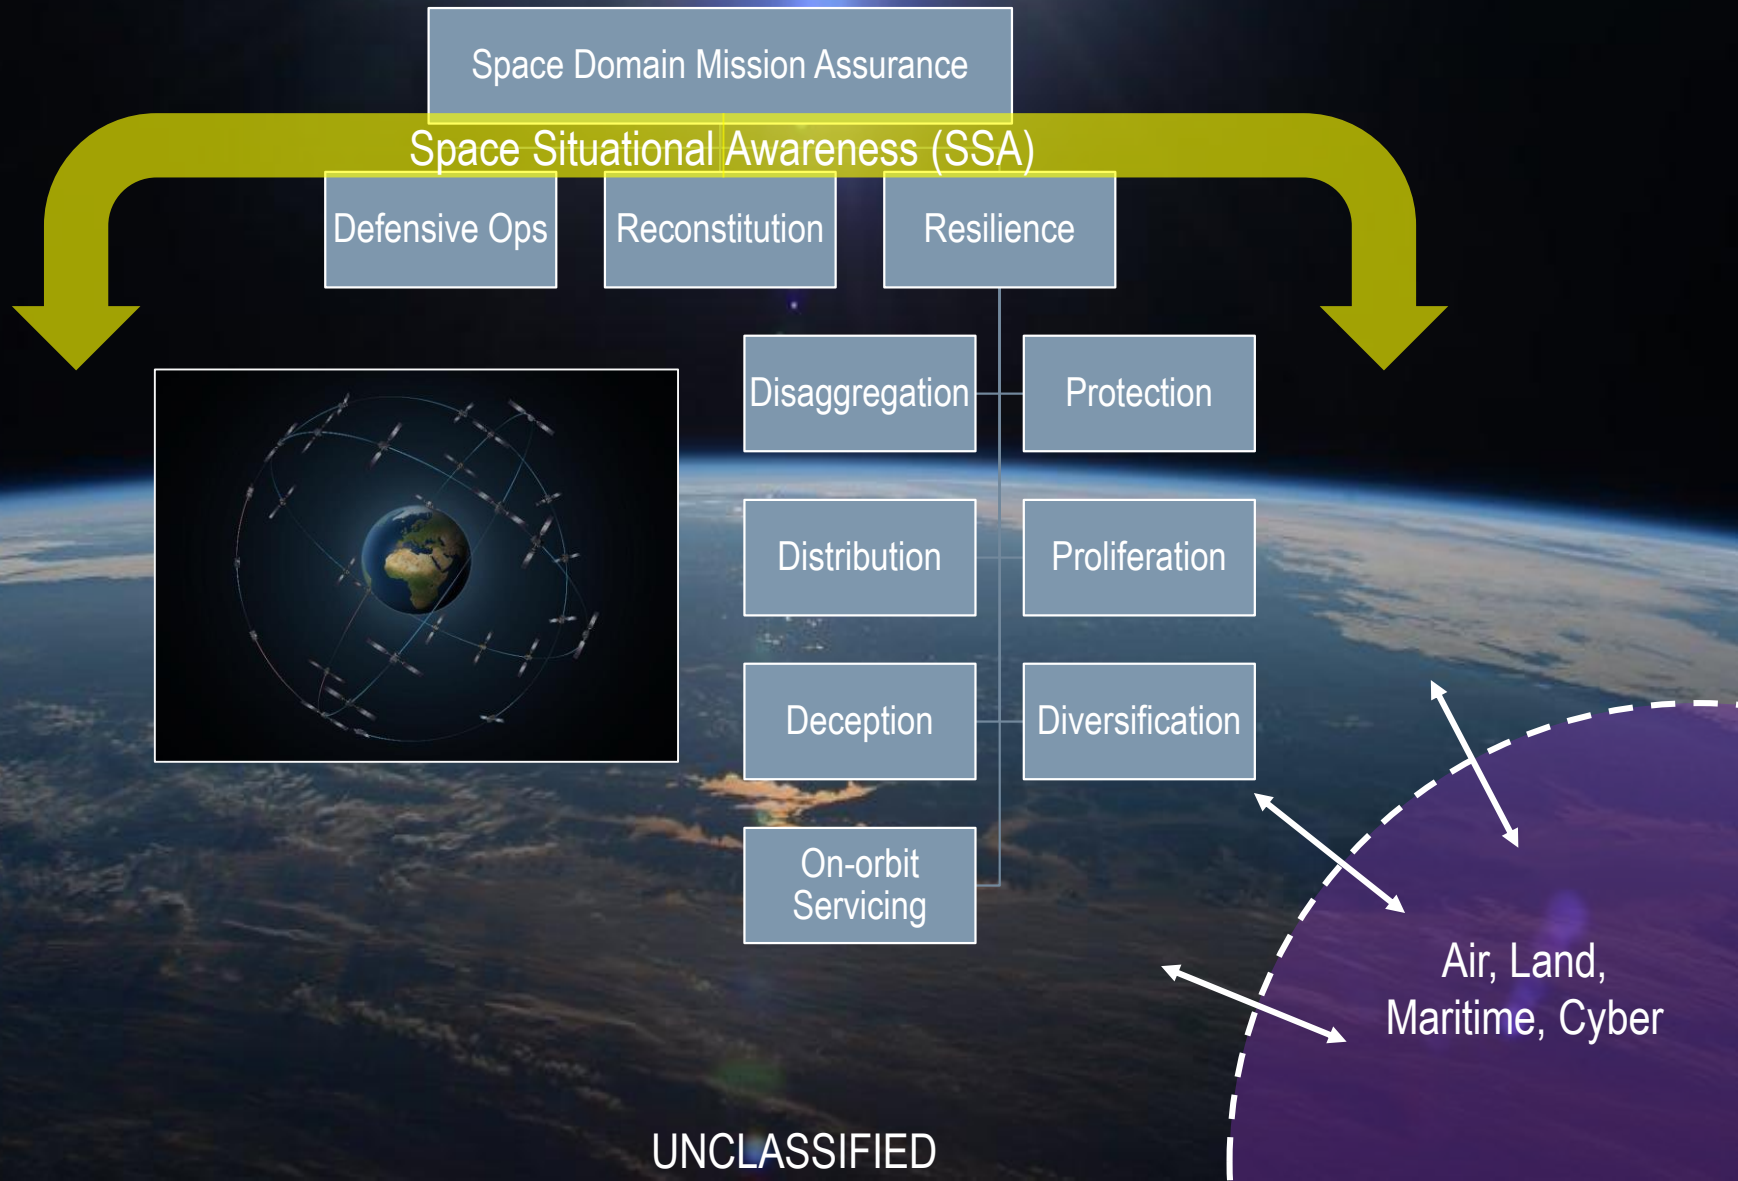 Space Domain Mission Assurance
Space Situational Awareness (SSA)
Defensive Ops
Reconstitution
Resilience
Disaggregation
Protection
Distribution
Proliferation
Deception
Diversification
On-orbit
Servicing
Air, Land,
Maritime, Cyber
UNCLASSIFIED